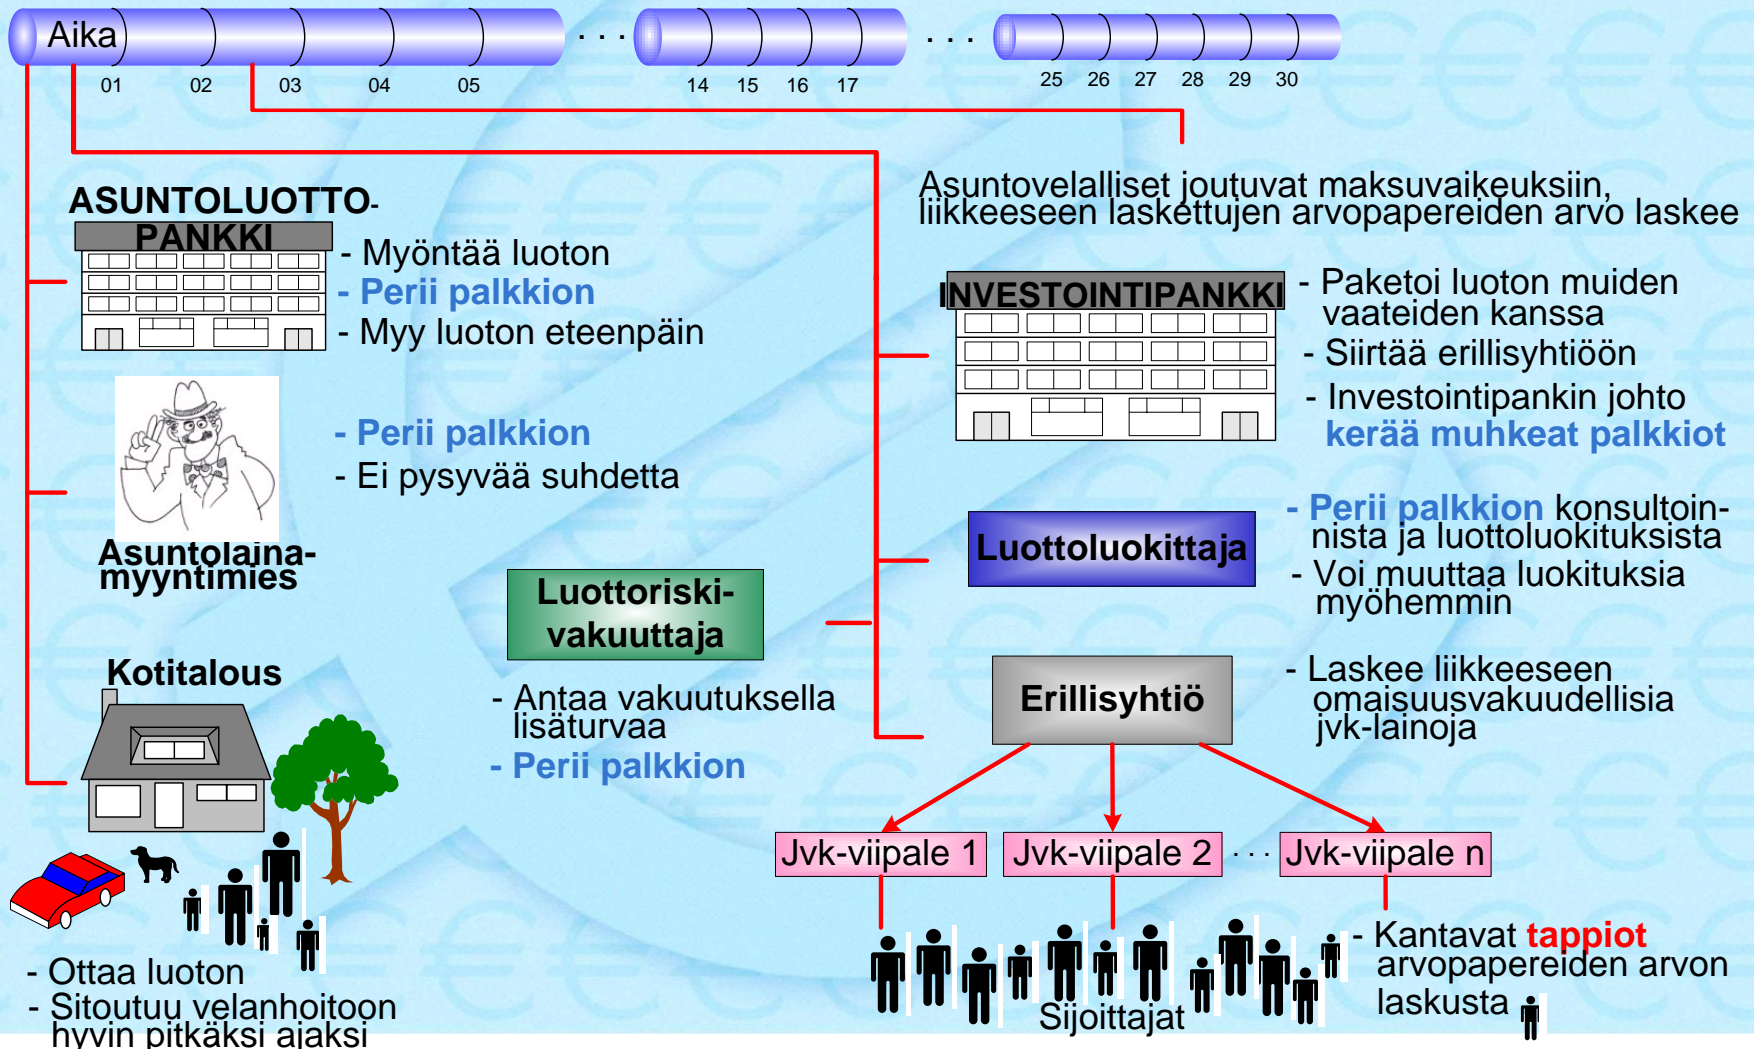 Aika
01 02 03 04 05 . . . 14 15 16 17 . . . 25 26 27 28 29 30
ASUNTOLUOTTO-
PANKKI
- Myöntää luoton
- Perii palkkion
- Myy luoton eteenpäin
- Perii palkkion
- Ei pysyvää suhdetta
Asuntolaina-
myyntimies
Kotitalous
- Ottaa luoton
- Sitoutuu velanhoitoon
hyvin pitkäksi ajaksi
Luottoriski-
vakuuttaja
- Antaa vakuutuksella
lisäturvaa
- Perii palkkion
Asuntovelalliset joutuvat maksuvaikeuksiin,
liikkeeseen laskettujen arvopapereiden arvo laskee
INVESTOINTIPANKKI
- Paketoi luoton muiden
vaateiden kanssa
- Siirtää erillisyhtiöön
- Investointipankin johto
kerää muhkeat palkkiot
Luottoluokittaja
- Perii palkkion konsultoin-
nista ja luottoluokituksista
- Voi muuttaa luokituksia
myöhemmin
Erillisyhtiö
- Laskee liikkeeseen
omaisuusvakuudellisia
jvk-lainoja
Jvk-viipale 1 Jvk-viipale 2 . . . Jvk-viipale n
Sijoittajat
- Kantavat tappiot
arvopapereiden arvon
laskusta